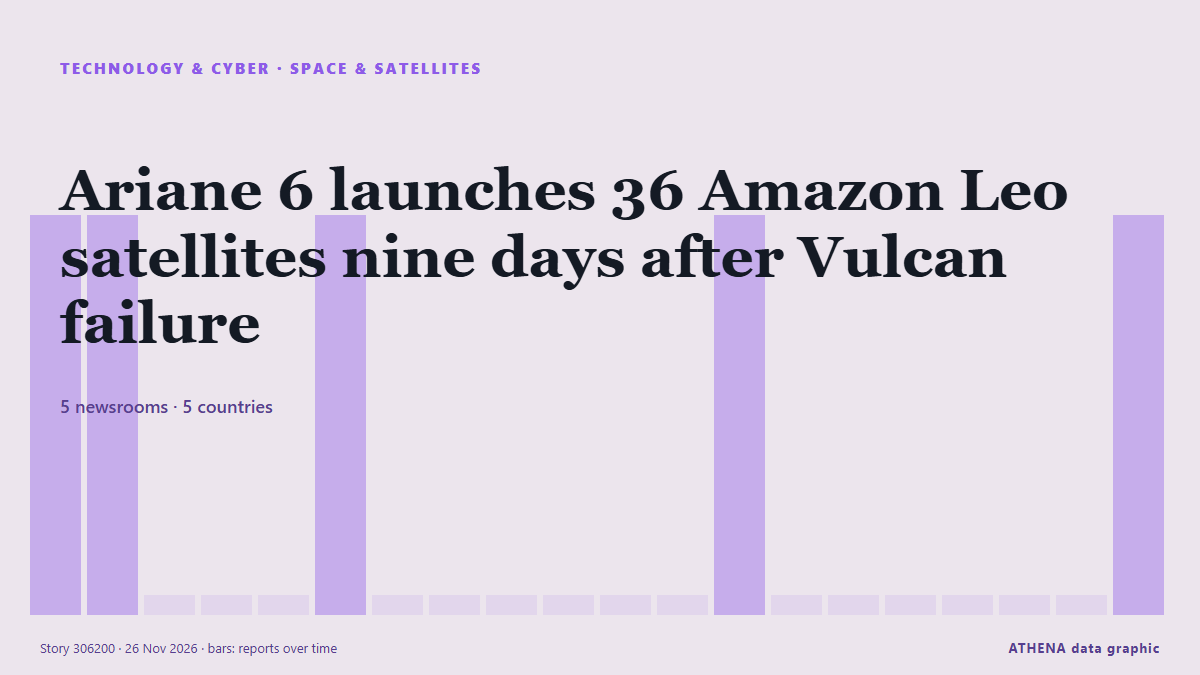 TECHNOLOGY & CYBER · SPACE & SATELLITES
Ariane 6 launches 36 Amazon Leo
satellites nine days after Vulcan
failure
5 newsrooms · 5 countries
Story 306200 · 26 Nov 2026 · bars: reports over time
ATHENA data graphic